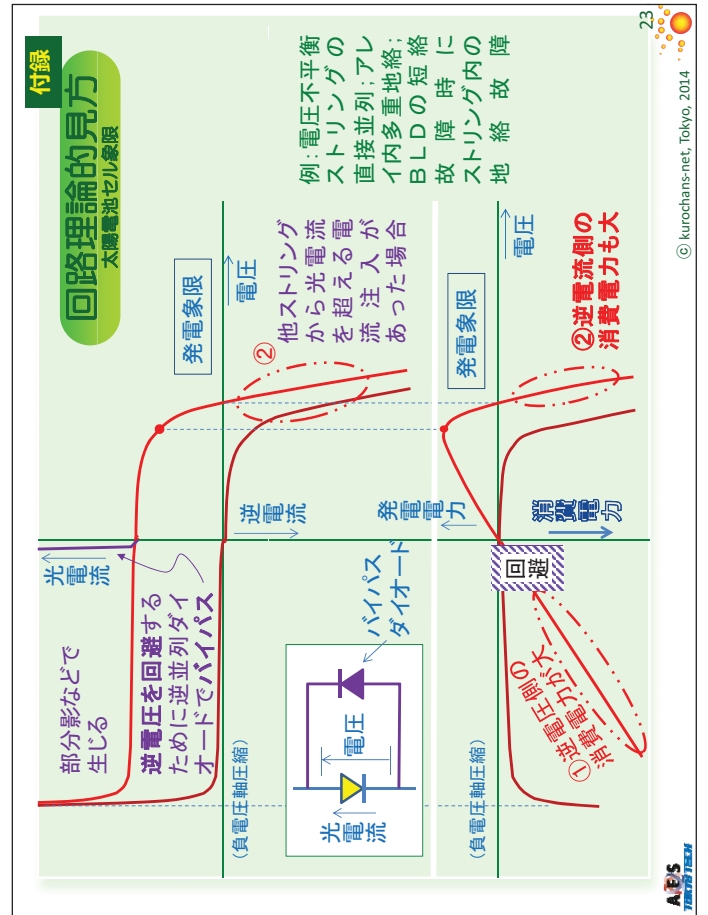 付録
回路理論的見方
太陽電池セル象限
部分影などで
生じる
光電流
逆電圧を回避する
ために逆並列ダイ
オードでバイパス
逆電流
発電象限
電圧
②
他ストリング
から光電流
を超える電
流注入が
あった場合
例：電圧不平衡
ストリングの
直接並列；アレ
イ内多重地絡；
BLDの短絡
故障時に
ストリング内の
地絡故障
(負電圧軸圧縮)
光電流
電圧
バイパス
ダイオード
発電電力
発電象限
電圧
(負電圧軸圧縮)
①逆電圧側の
消費電力が大
回避
消費電力
②逆電流側の
消費電力も大
© kurochans-net, Tokyo, 2014
23